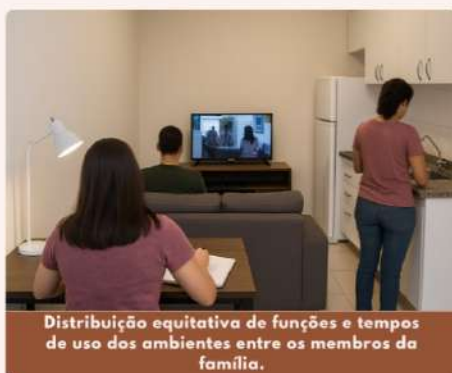 Distribuição equitativa de funções e tempos
de uso dos ambientes entre os membros da
família.